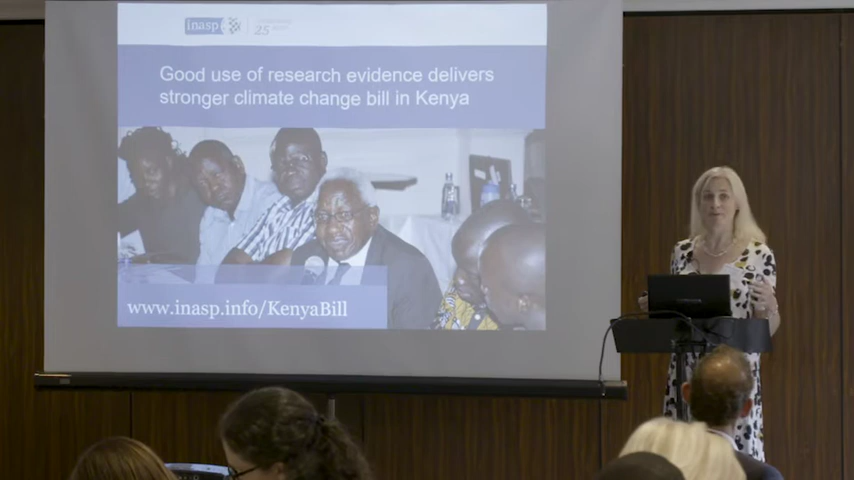 inasp
25
Good use of research evidence delivers
stronger climate change bill in Kenya
www.inasp.info/KenyaBill